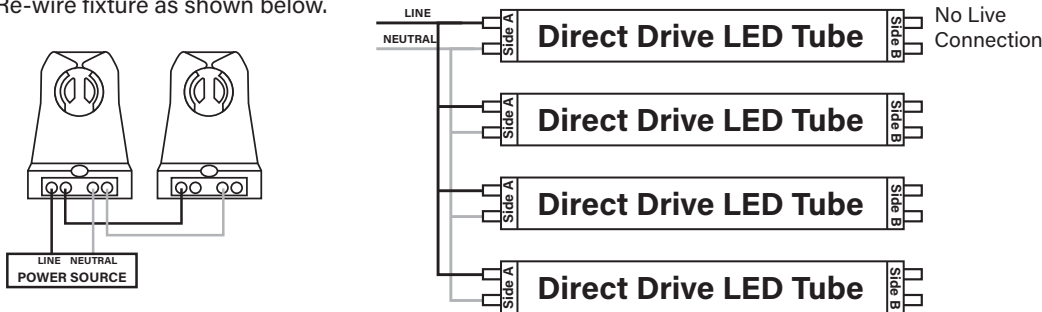 Re-wire fixture as shown below.
LINE NEUTRAL
POWER SOURCE
LINE
NEUTRAL
Side A
Direct Drive LED Tube
Side B
No Live
Connection
Side A
Direct Drive LED Tube
Side B
Side A
Direct Drive LED Tube
Side B
Side A
Direct Drive LED Tube
Side B